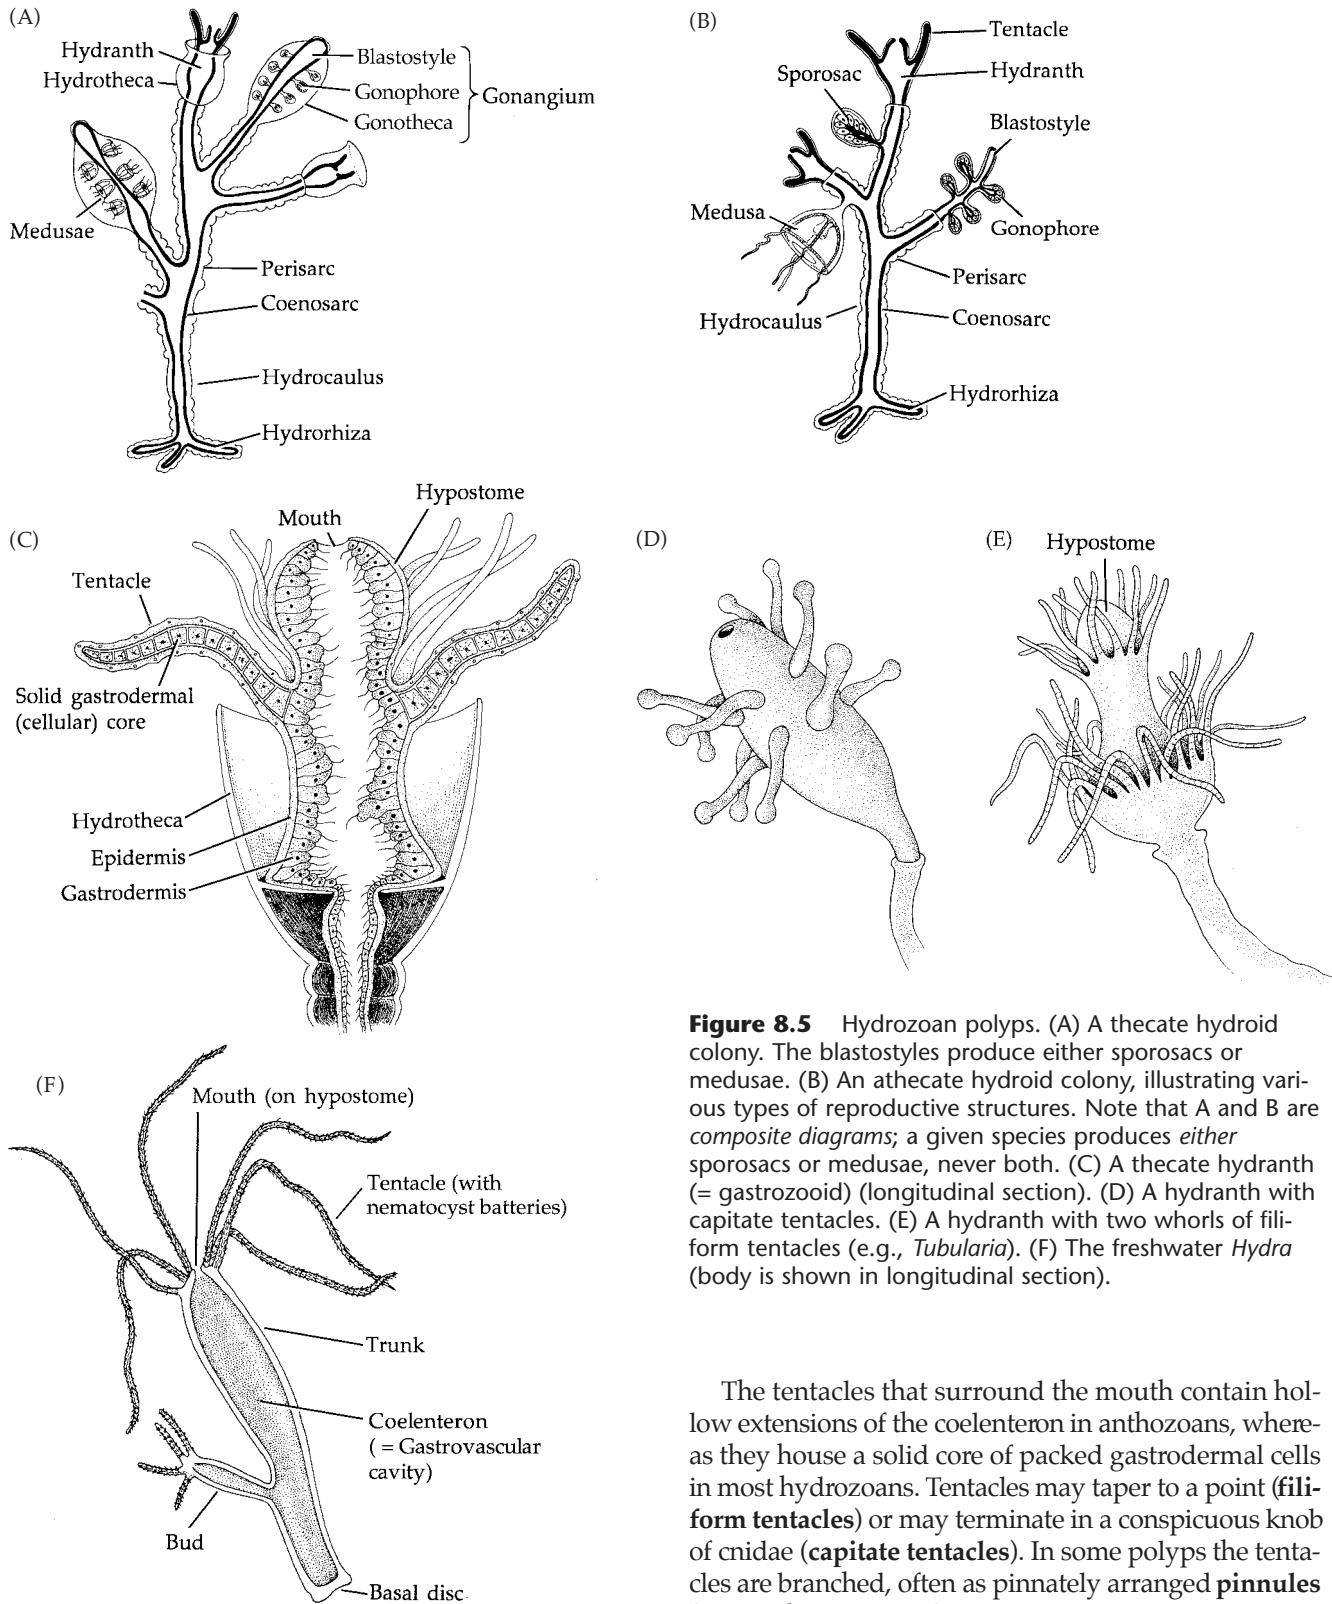 (A)
Hydranth
Hydrotheca
Blastostyle
Gonophore
Gonotheca
Gonangium
Medusae
Perisarc
Coenosarc
Hydrocaulus
Hydrorhiza
(B)
Tentacle
Hydranth
Sporosac
Blastostyle
Medusa
Gonophore
Perisarc
Hydrocaulus
Coenosarc
Hydrorhiza
(C)
Hypostome
Mouth
Tentacle
Solid gastrodermal
(cellular) core
Hydrotheca
Epidermis
Gastrodermis
(D)
(E)
Hypostome
(F)
Mouth (on hypostome)
Tentacle (with
nematocyst batteries)
Trunk
Coelenteron
( = Gastrovascular
cavity)
Bud
Basal disc
Figure 8.5 Hydrozoan polyps. (A) A thecate hydroid
colony. The blastostyles produce either sporosacs or
medusae. (B) An athecate hydroid colony, illustrating vari-
ous types of reproductive structures. Note that A and B are
composite diagrams; a given species produces either
sporosacs or medusae, never both. (C) A thecate hydranth
(= gastrozooid) (longitudinal section). (D) A hydranth with
capitate tentacles. (E) A hydranth with two whorls of fili-
form tentacles (e.g., Tubularia). (F) The freshwater Hydra
(body is shown in longitudinal section).
The tentacles that surround the mouth contain hol-
low extensions of the coelenteron in anthozoans, where-
as they house a solid core of packed gastrodermal cells
in most hydrozoans. Tentacles may taper to a point (fili-
form tentacles) or may terminate in a conspicuous knob
of cnidae (capitate tentacles). In some polyps the tenta-
cles are branched, often as pinnately arranged pinnules